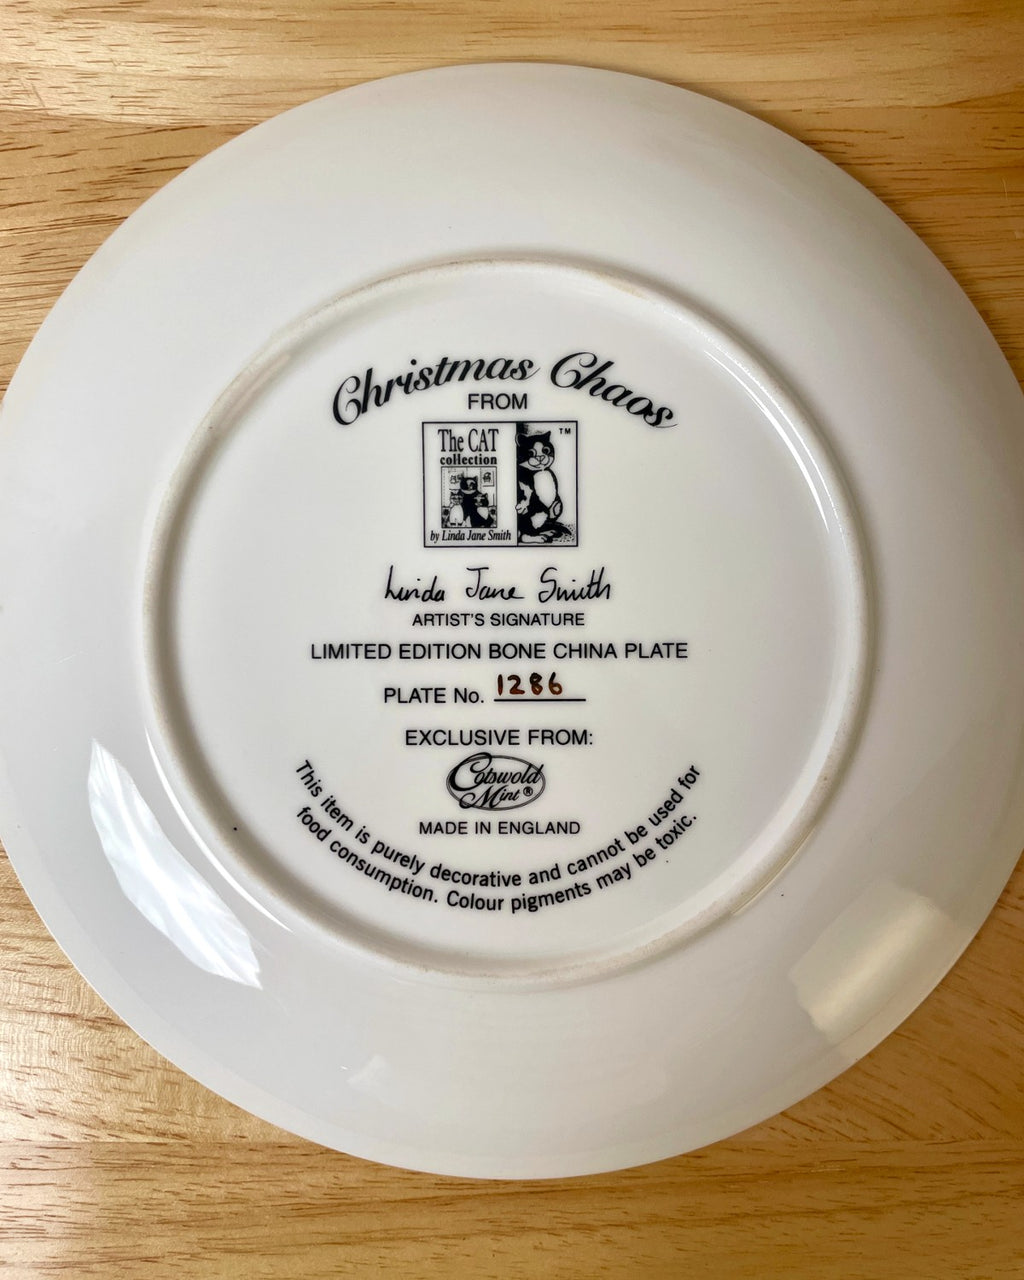 Christmas Chaos
FROM
The CAT
collection
TM
by Linda Jane Smith
Linda Jane Smith
ARTIST'S SIGNATURE
LIMITED EDITION BONE CHINA PLATE
PLATE No. 1286
EXCLUSIVE FROM:
Cotswold
Mint ®
MADE IN ENGLAND
This item is purely decorative and cannot be used for
food consumption. Colour pigments may be toxic.